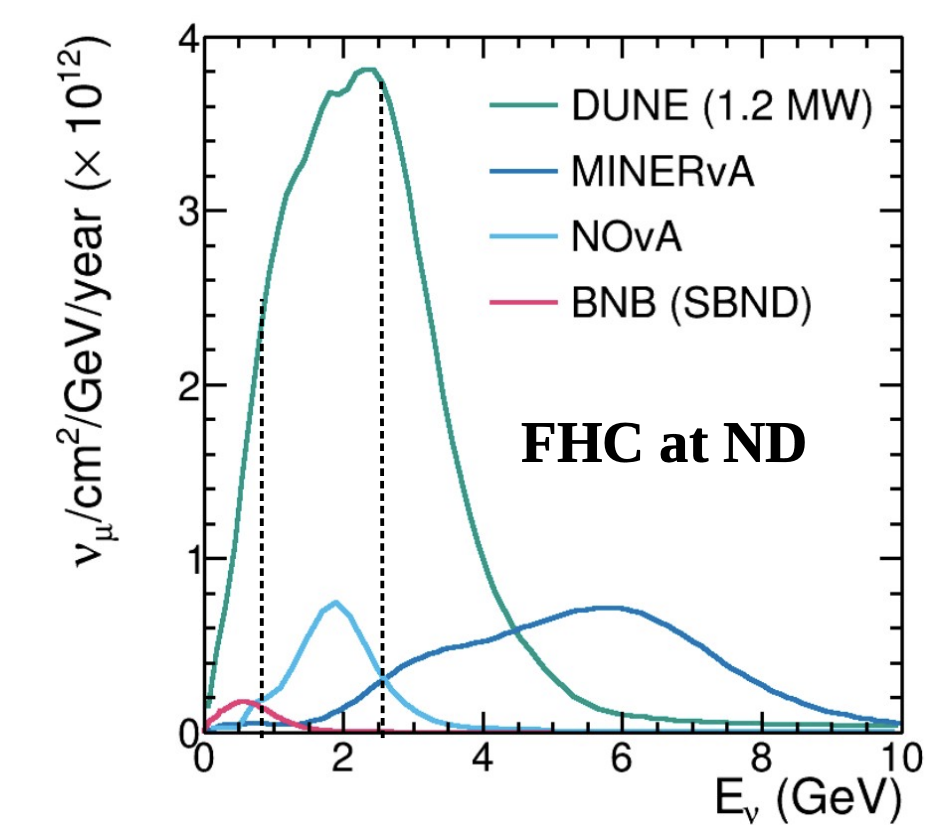 ν_μ/cm²/GeV/year (× 10¹²)
4
3
2
1
0
DUNE (1.2 MW)
MINERvA
NOvA
BNB (SBND)
FHC at ND
0 2 4 6 8 10
E_ν (GeV)